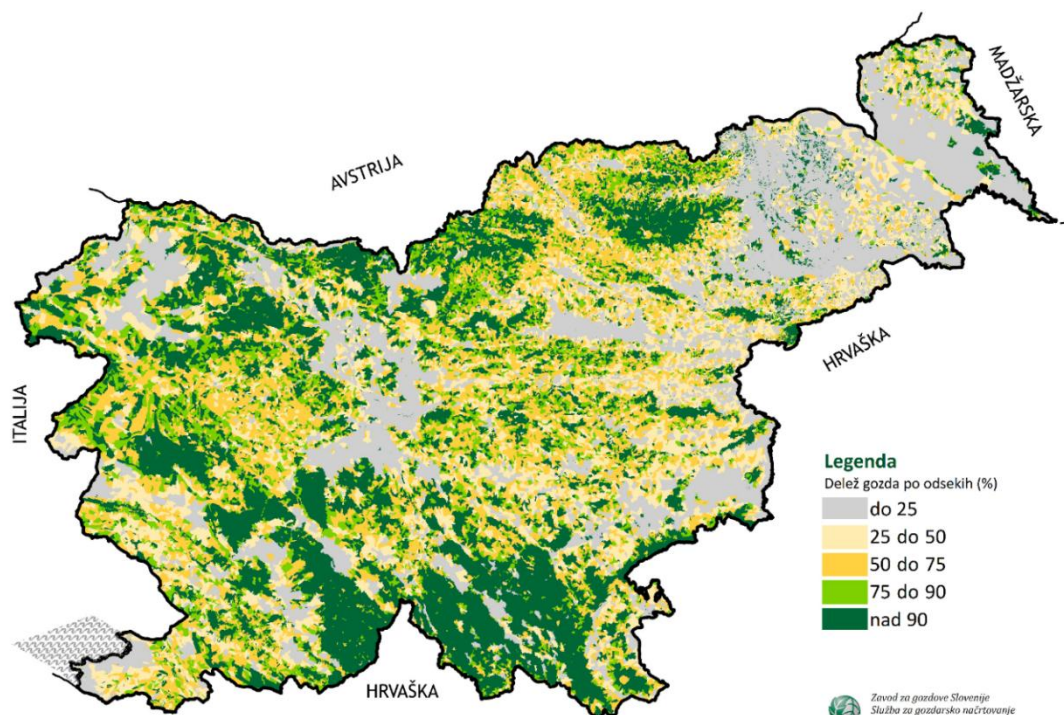 MADŽARSKA
AVSTRIJA
HRVAŠKA
ITALIJA
Legenda
Delež gozda po odsekih (%)
do 25
25 do 50
50 do 75
75 do 90
nad 90
HRVAŠKA
Zavod za gozdove Slovenije
Služba za gozdarsko načrtovanje